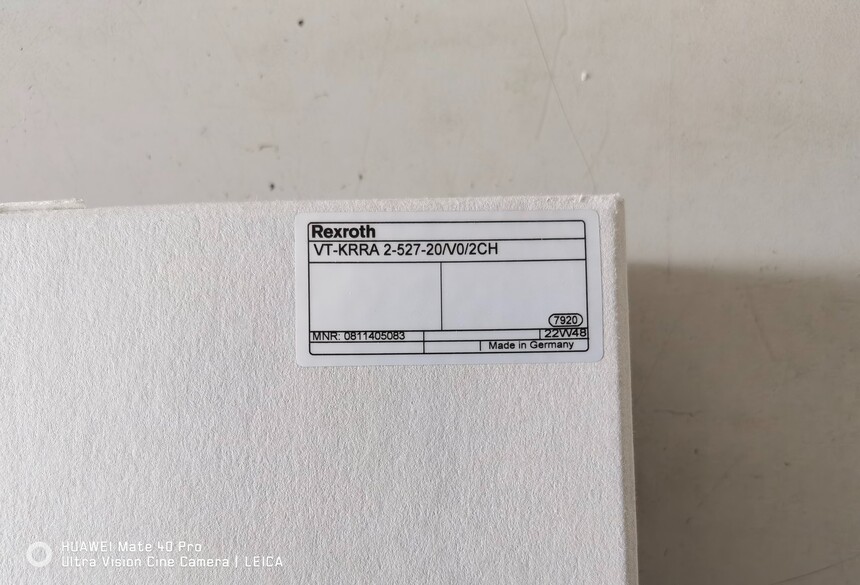 Rexroth
VT-KRRA 2-527-20/V0/2CH
7920
MNR: 0811405083
22W48
Made in Germany
HUAWEI Mate 40 Pro
Ultra Vision Cine Camera | LEICA